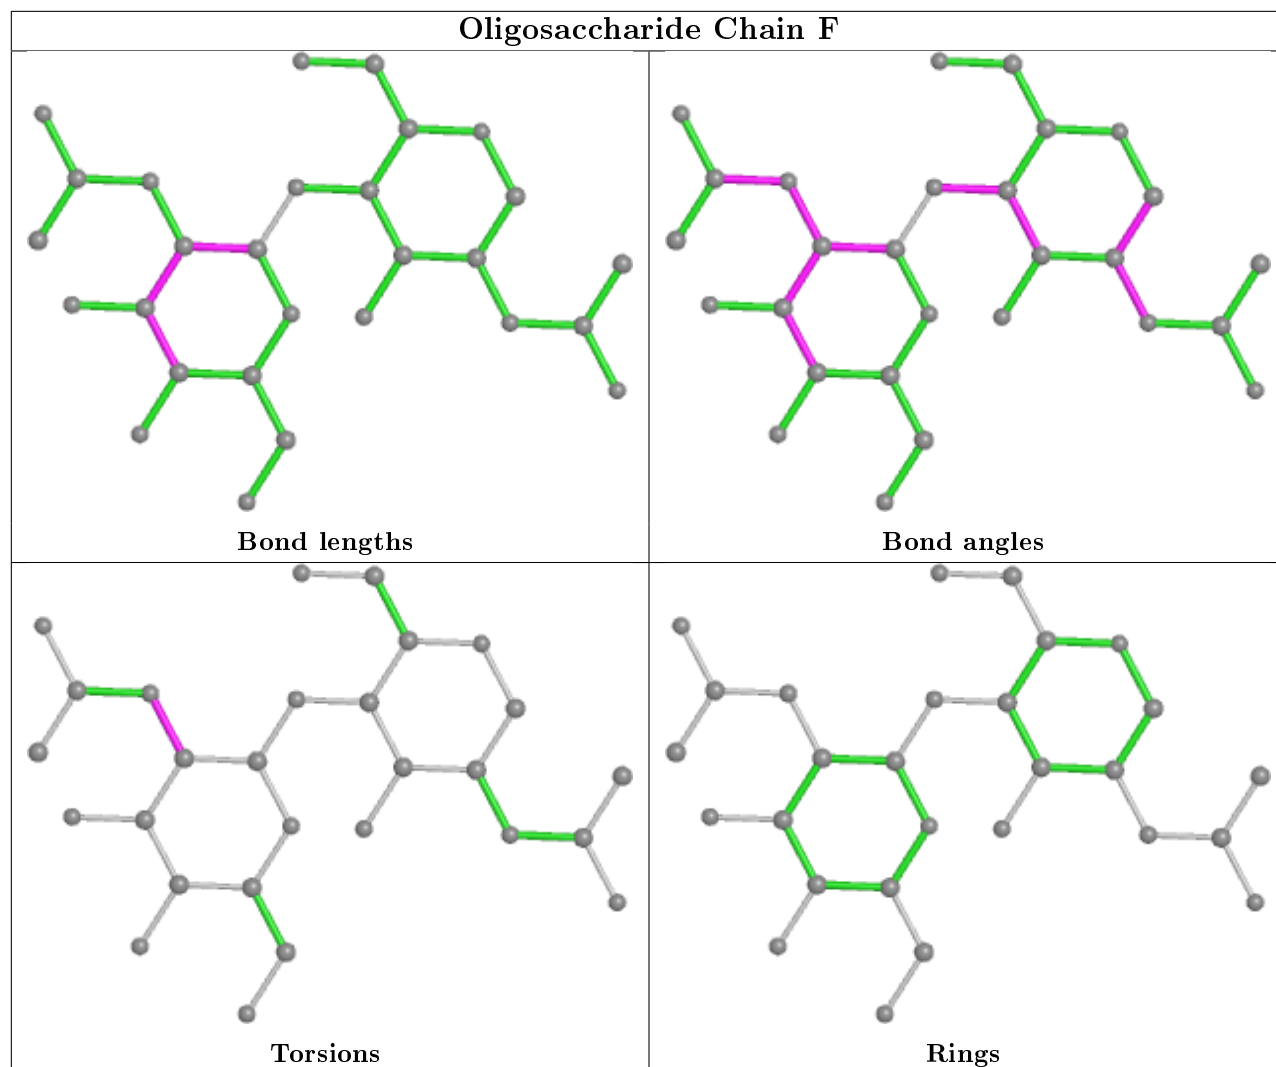 Oligosaccharide Chain F
Bond lengths
Bond angles
Torsions
Rings